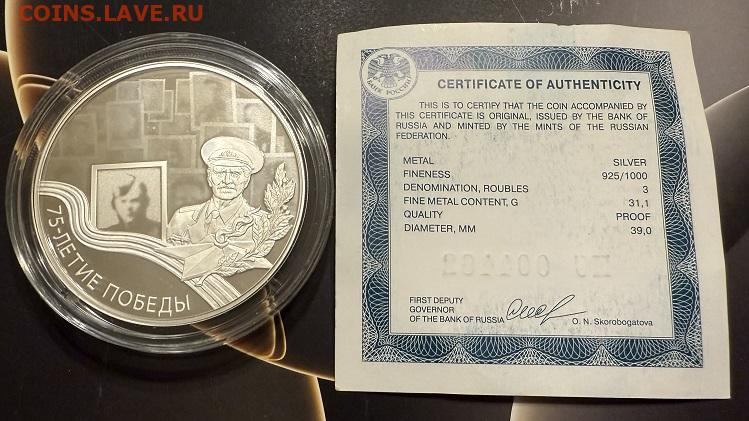 COINS.LAVE.RU
75-ЛЕТИЕ ПОБЕДЫ
БАНК РОССИИ
CERTIFICATE OF AUTHENTICITY
THIS IS TO CERTIFY THAT THE COIN ACCOMPANIED BY
THIS CERTIFICATE IS ORIGINAL, ISSUED BY THE BANK OF
RUSSIA AND MINTED BY THE MINTS OF THE RUSSIAN
FEDERATION.
METAL SILVER
FINENESS 925/1000
DENOMINATION, ROUBLES 3
FINE METAL CONTENT, G 31,1
QUALITY PROOF
DIAMETER, MM 39,0
FIRST DEPUTY
GOVERNOR
OF THE BANK OF RUSSIA O. N. Skorobogatova